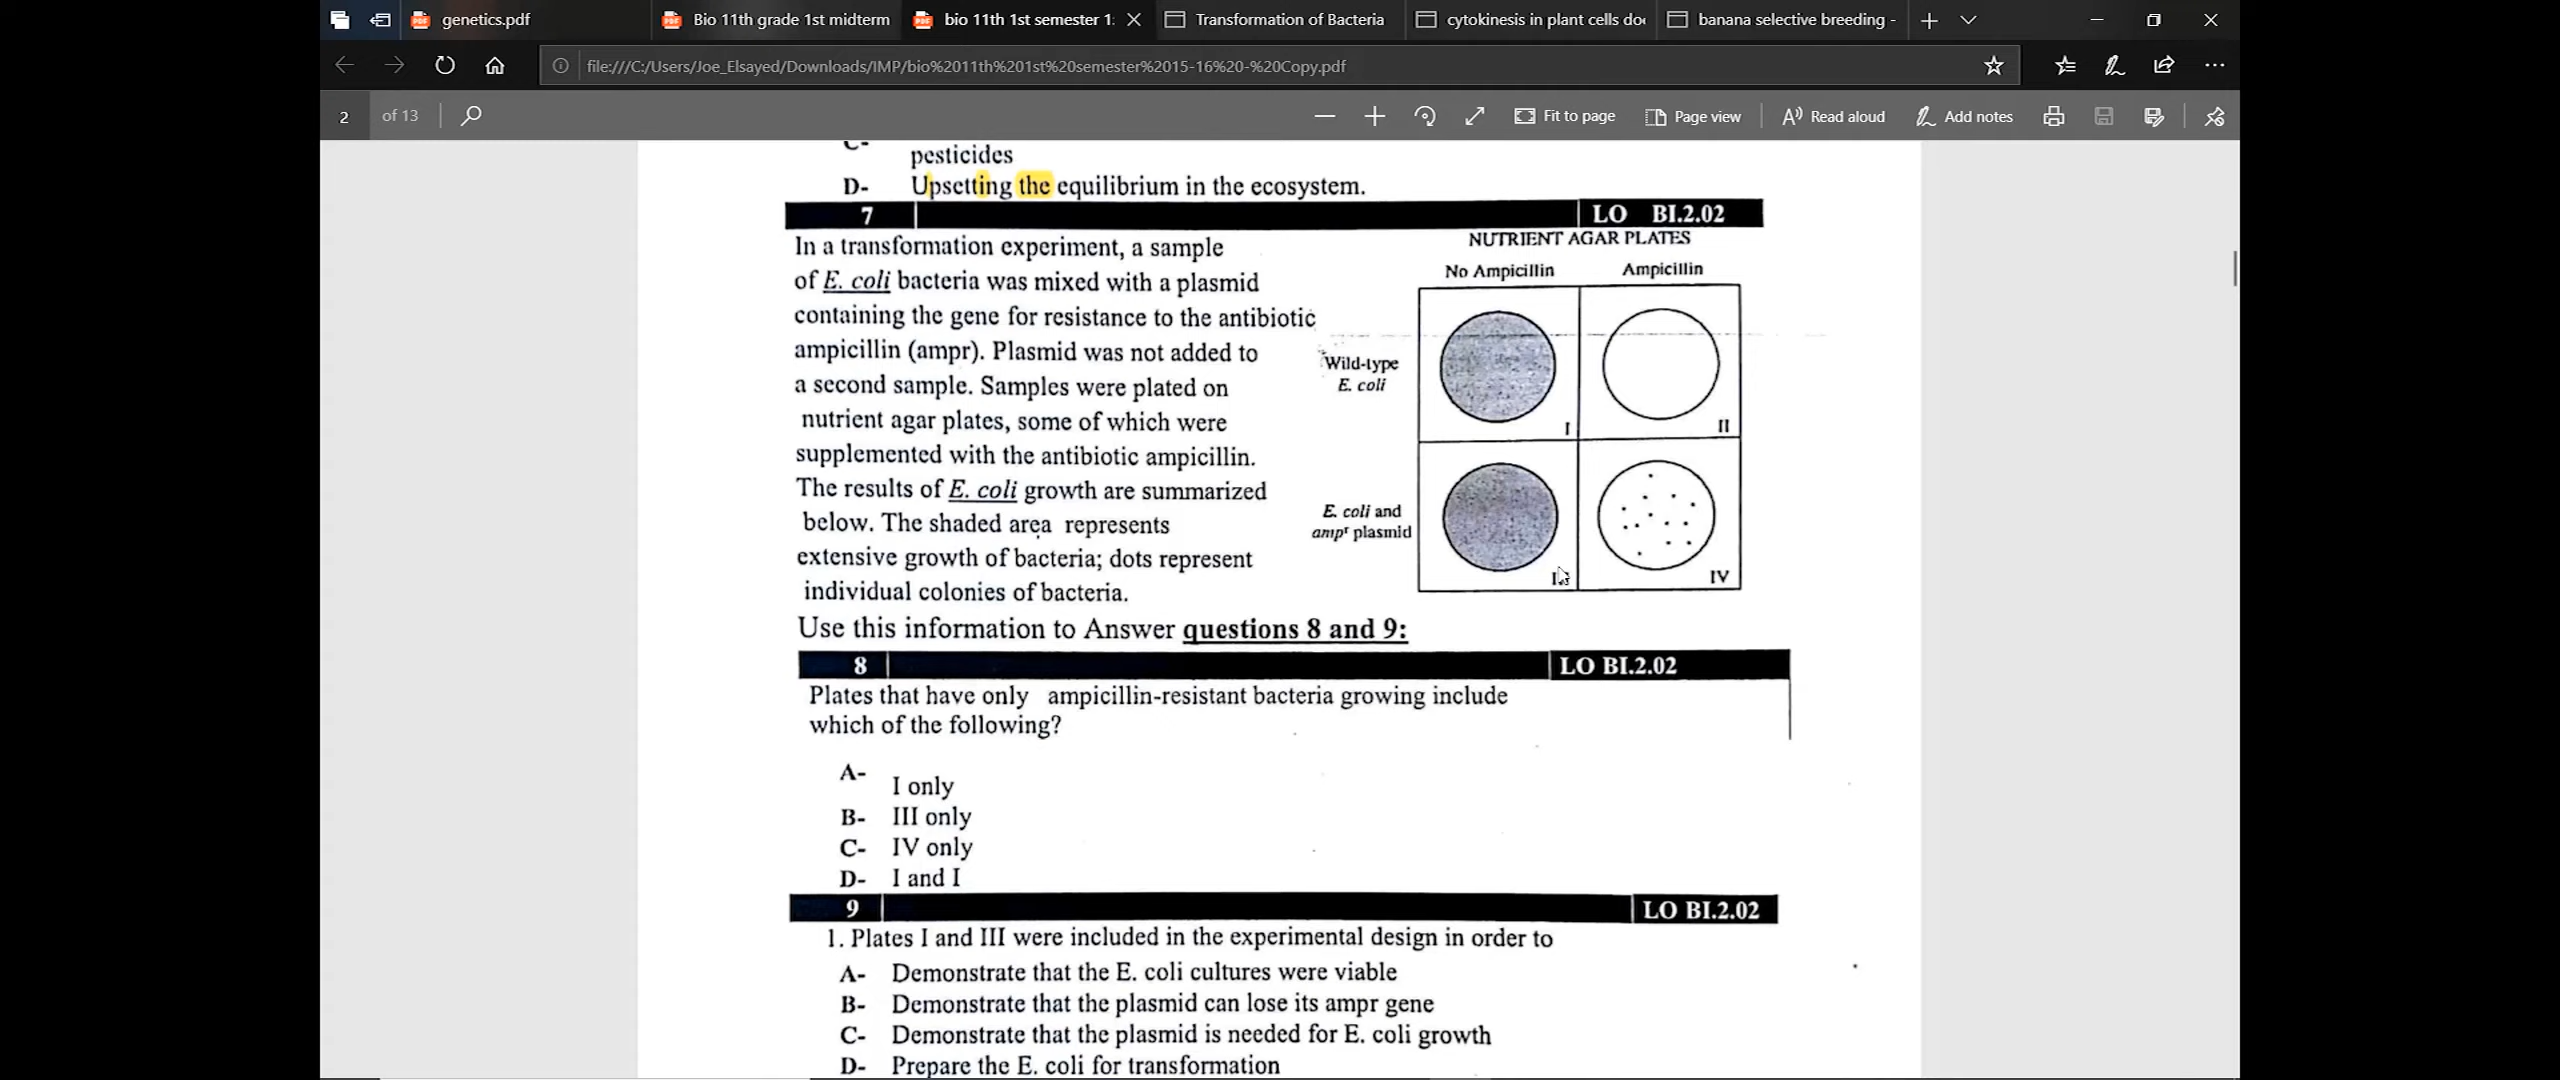 genetics.pdf
Bio 11th grade 1st midterm
bio 11th 1st semester 1
Transformation of Bacteria
cytokinesis in plant cells do
banana selective breeding -
file:///C:/Users/Joe_Elsayed/Downloads/IMP/bio%2011th%201st%20semester%2015-16%20-%20Copy.pdf
2 of 13
Fit to page
Page view
Read aloud
Add notes
C-
pesticides
D- Upsetting the equilibrium in the ecosystem.
7 LO BI.2.02
In a transformation experiment, a sample
of E. coli bacteria was mixed with a plasmid
containing the gene for resistance to the antibiotic
ampicillin (ampr). Plasmid was not added to
a second sample. Samples were plated on
nutrient agar plates, some of which were
supplemented with the antibiotic ampicillin.
The results of E. coli growth are summarized
below. The shaded area represents
extensive growth of bacteria; dots represent
individual colonies of bacteria.
NUTRIENT AGAR PLATES
No Ampicillin Ampicillin
Wild-type
E. coli
I
II
E. coli and
ampʳ plasmid
IV
Use this information to Answer questions 8 and 9:
8 LO BI.2.02
Plates that have only ampicillin-resistant bacteria growing include
which of the following?
A- I only
B- III only
C- IV only
D- I and I
9 LO BI.2.02
1. Plates I and III were included in the experimental design in order to
A- Demonstrate that the E. coli cultures were viable
B- Demonstrate that the plasmid can lose its ampr gene
C- Demonstrate that the plasmid is needed for E. coli growth
D- Prepare the E. coli for transformation